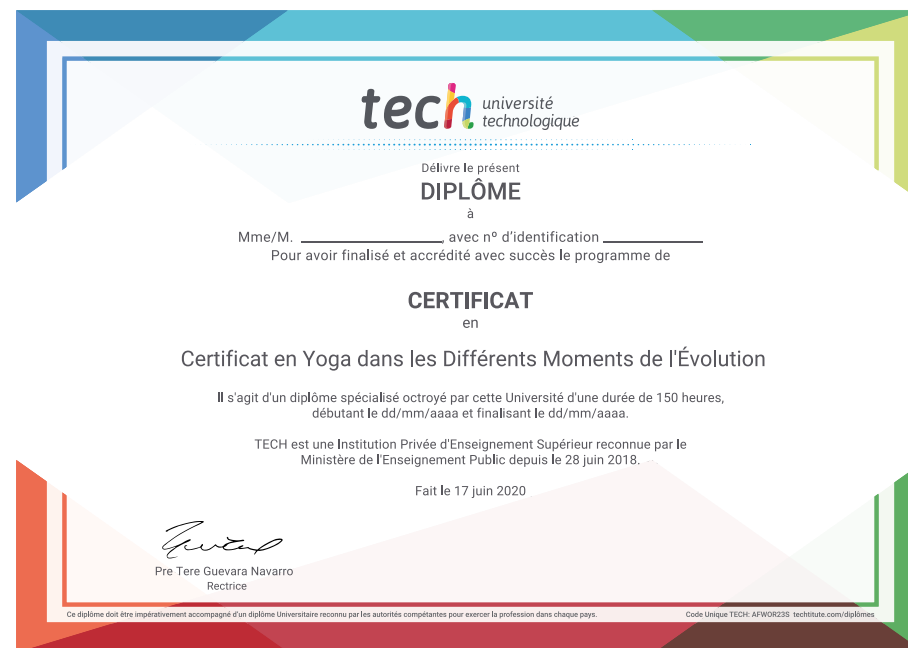 tech université
technologique
Délivre le présent
DIPLÔME
à
Mme/M. ____________________, avec nº d'identification ______________
Pour avoir finalisé et accrédité avec succès le programme de
CERTIFICAT
en
Certificat en Yoga dans les Différents Moments de l'Évolution
Il s'agit d'un diplôme spécialisé octroyé par cette Université d'une durée de 150 heures,
débutant le dd/mm/aaaa et finalisant le dd/mm/aaaa.
TECH est une Institution Privée d'Enseignement Supérieur reconnue par le
Ministère de l'Enseignement Public depuis le 28 juin 2018.
Fait le 17 juin 2020
Pre Tere Guevara Navarro
Rectrice
Ce diplôme doit être impérativement accompagné d'un diplôme Universitaire reconnu par les autorités compétentes pour exercer la profession dans chaque pays. Code Unique TECH: AFWOR23S techtitute.com/diplômes